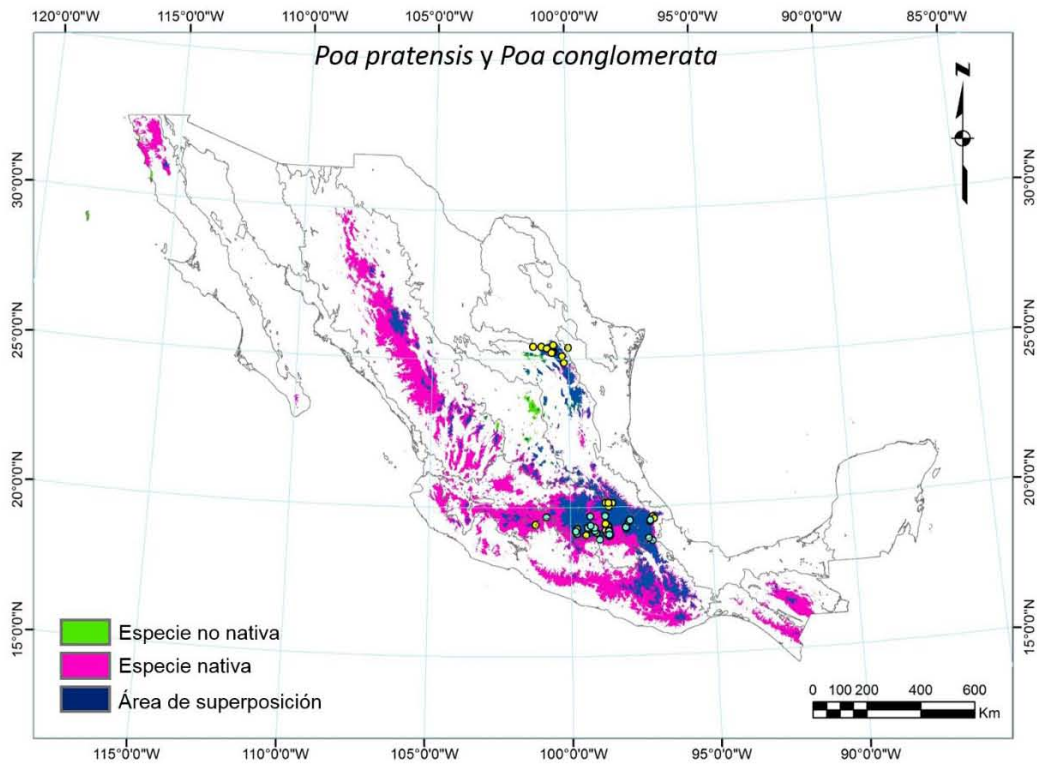 120°0'0"W 115°0'0"W 110°0'0"W 105°0'0"W 100°0'0"W 95°0'0"W 90°0'0"W 85°0'0"W
Poa pratensis y Poa conglomerata
N
30°0'0"N 30°0'0"N
25°0'0"N 25°0'0"N
20°0'0"N 20°0'0"N
15°0'0"N 15°0'0"N
Especie no nativa
Especie nativa
Área de superposición
0 100 200 400 600
Km
115°0'0"W 110°0'0"W 105°0'0"W 100°0'0"W 95°0'0"W 90°0'0"W